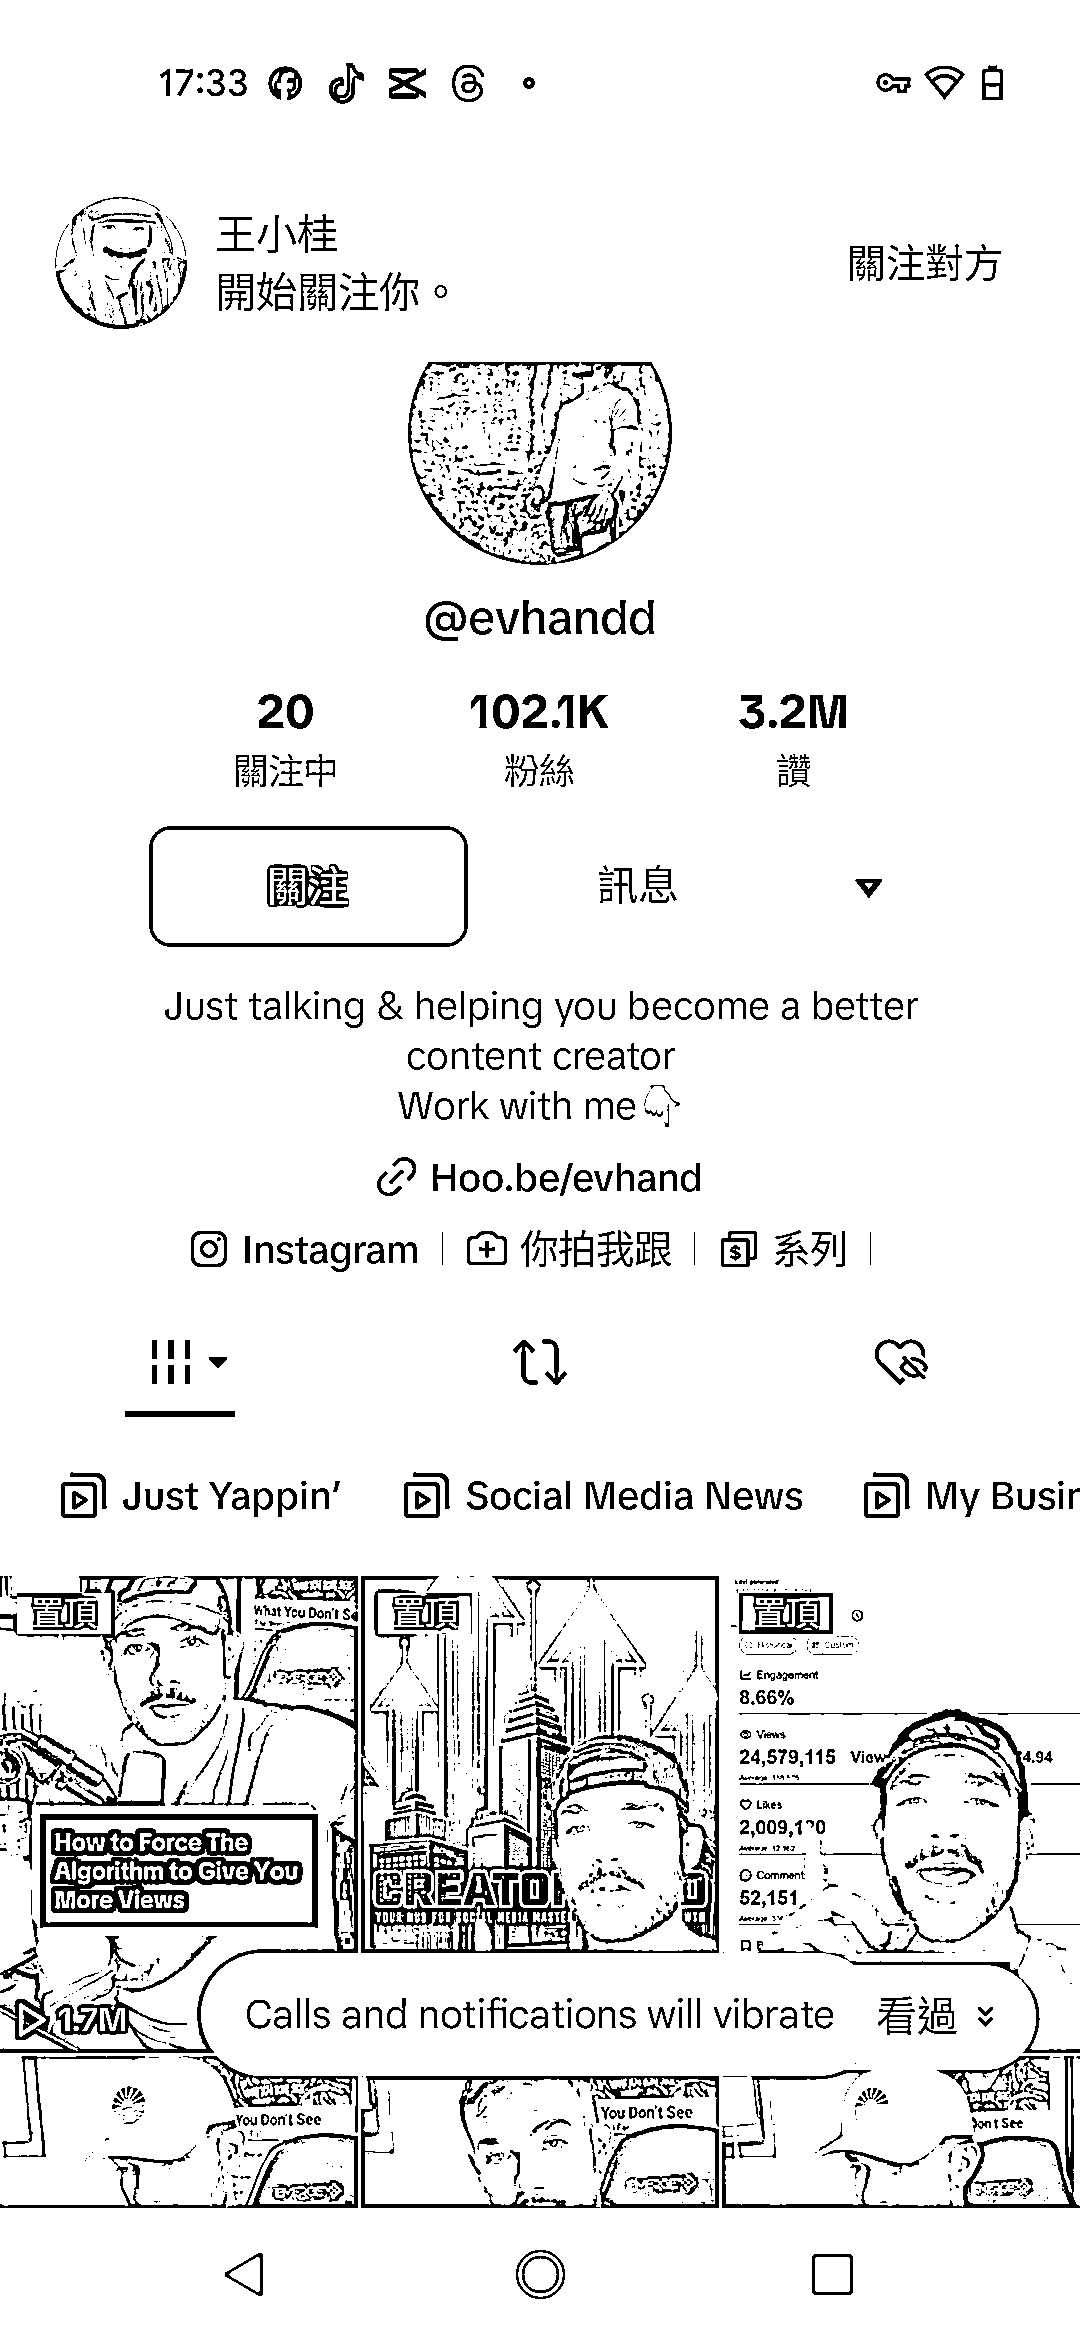 17:33
王小桂
開始關注你。
關注對方
@evhandd
20 102.1K 3.2M
關注中 粉絲 讚
關注 訊息
Just talking & helping you become a better
content creator
Work with me👇
Hoo.be/evhand
Instagram 你拍我跟 系列
Just Yappin’ Social Media News My Busin
置頂
What You Don't S
How to Force The
Algorithm to Give You
More Views
1.7M
置頂
CREATO
YOUR HUB FOR SOCIAL MEDIA MASTE
置頂
Custom
Engagement
8.66%
Views
24,579,115 View 4.94
Likes
2,009,1
Comment
52,151
Calls and notifications will vibrate 看過
You Don't See
You Don't See
Don't See